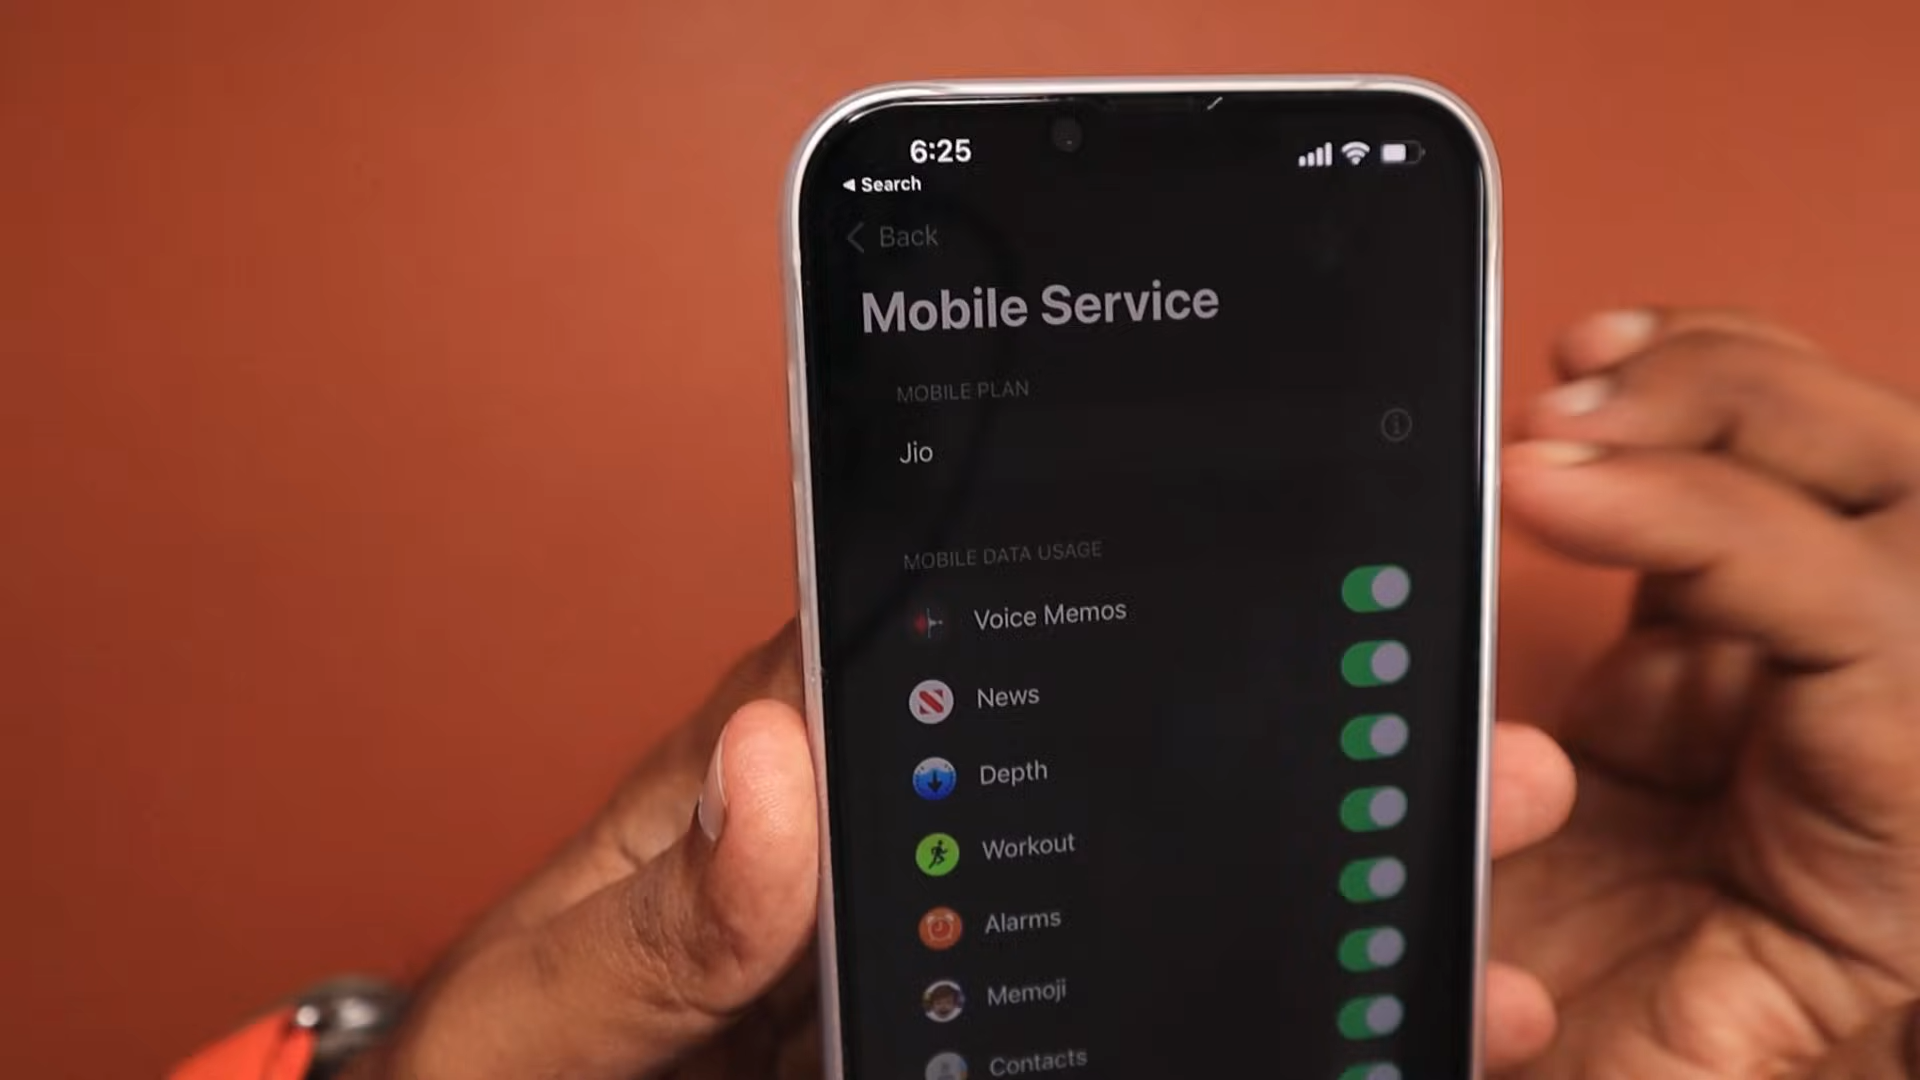 6:25
Search
Back
Mobile Service
MOBILE PLAN
Jio
MOBILE DATA USAGE
Voice Memos
News
Depth
Workout
Alarms
Memoji
Contacts